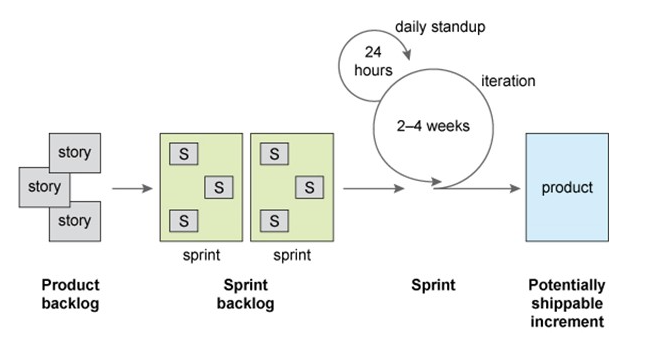 daily standup
24
hours
iteration
2–4 weeks
story
story
story
S
S
S
S
S
S
product
sprint
sprint
Product
backlog
Sprint
backlog
Sprint
Potentially
shippable
increment